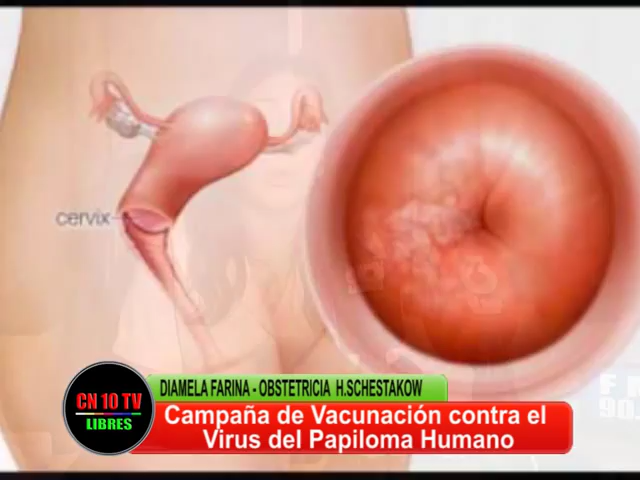 cervix
CN 10 TV
LIBRES
DIAMELA FARINA - OBSTETRICIA H.SCHESTAKOW
Campaña de Vacunación contra el
Virus del Papiloma Humano